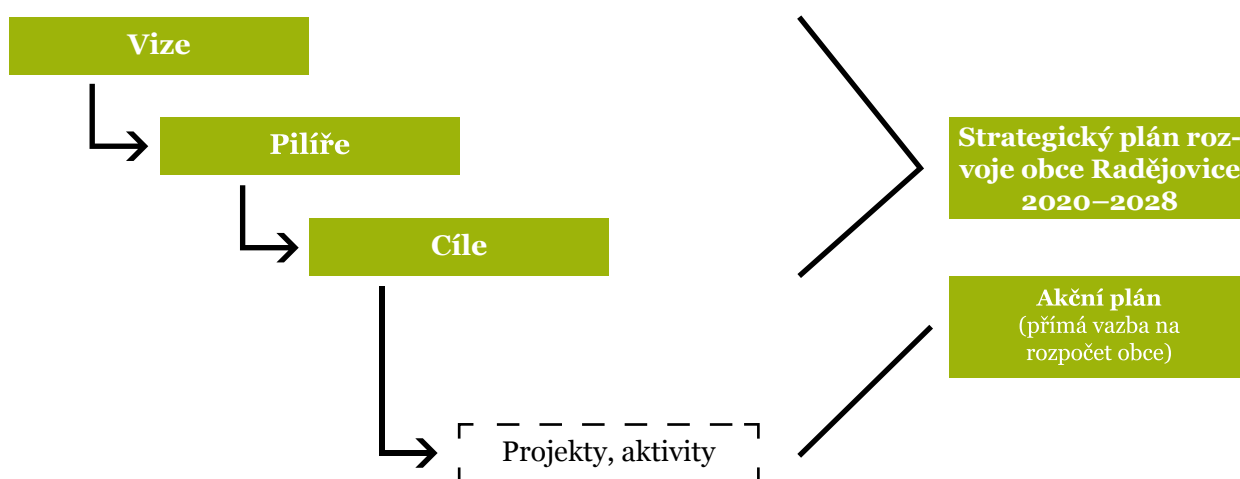 Vize
Pilíře
Cíle
Projekty, aktivity
Strategický plán roz-
voje obce Radějovice
2020–2028
Akční plán
(přímá vazba na
rozpočet obce)